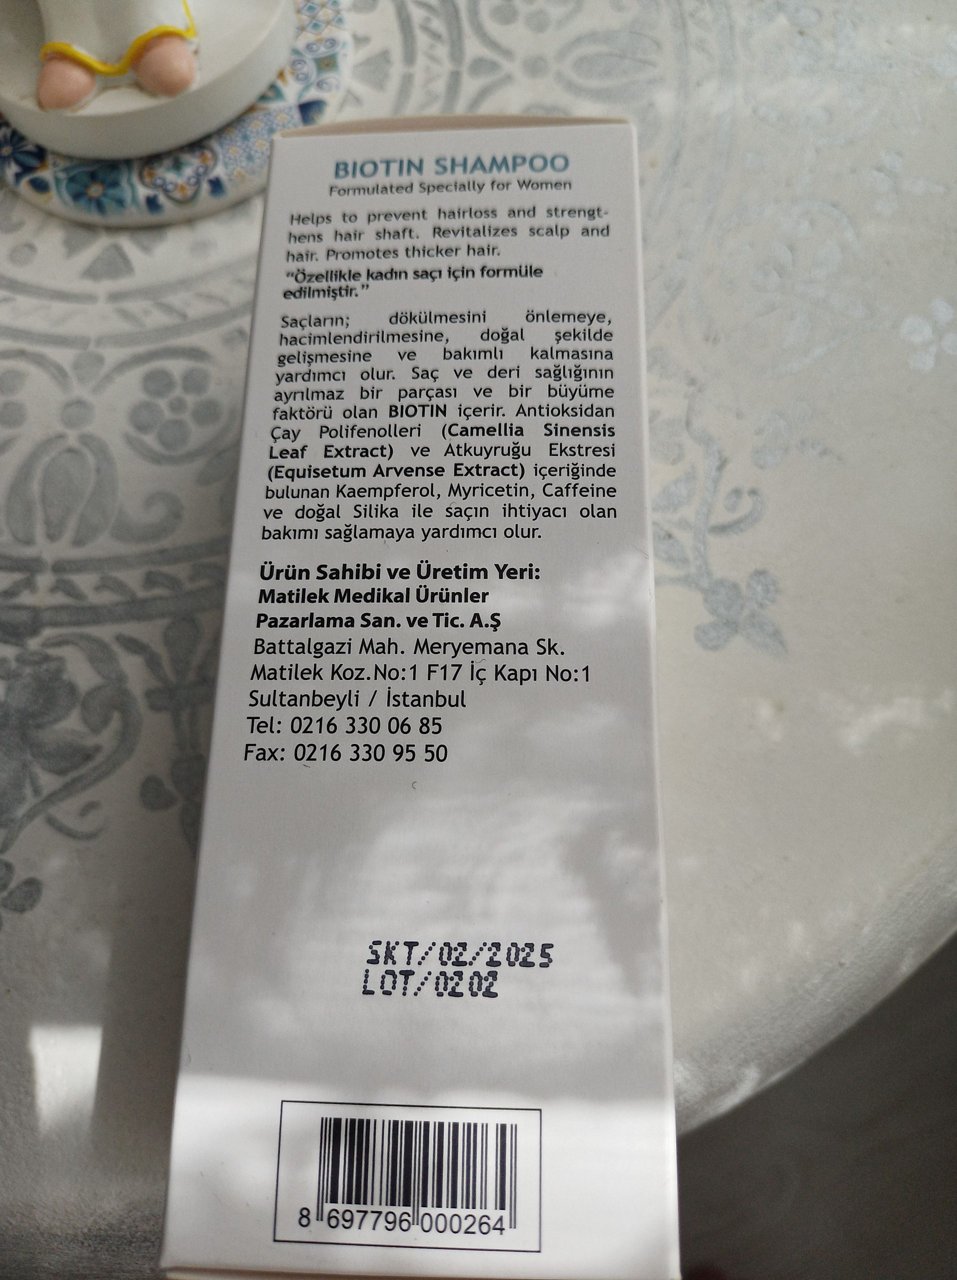 BIOTIN SHAMPOO
Formulated Specially for Women
Helps to prevent hairloss and strengt-
hens hair shaft. Revitalizes scalp and
hair. Promotes thicker hair.
"Özellikle kadın saçı için formüle
edilmiştir."
Saçların; dökülmesini önlemeye,
hacimlendirilmesine, doğal şekilde
gelişmesine ve bakımlı kalmasına
yardımcı olur. Saç ve deri sağlığının
ayrılmaz bir parçası ve bir büyüme
faktörü olan BIOTIN içerir. Antioksidan
Çay Polifenolleri (Camellia Sinensis
Leaf Extract) ve Atkuyruğu Ekstresi
(Equisetum Arvense Extract) içeriğinde
bulunan Kaempferol, Myricetin, Caffeine
ve doğal Silika ile saçın ihtiyacı olan
bakımı sağlamaya yardımcı olur.
Ürün Sahibi ve Üretim Yeri:
Matilek Medikal Ürünler
Pazarlama San. ve Tic. A.Ş
Battalgazi Mah. Meryemana Sk.
Matilek Koz.No:1 F17 İç Kapı No:1
Sultanbeyli / İstanbul
Tel: 0216 330 06 85
Fax: 0216 330 95 50
SKT/02/2025
LOT/0202
8 697796 000264